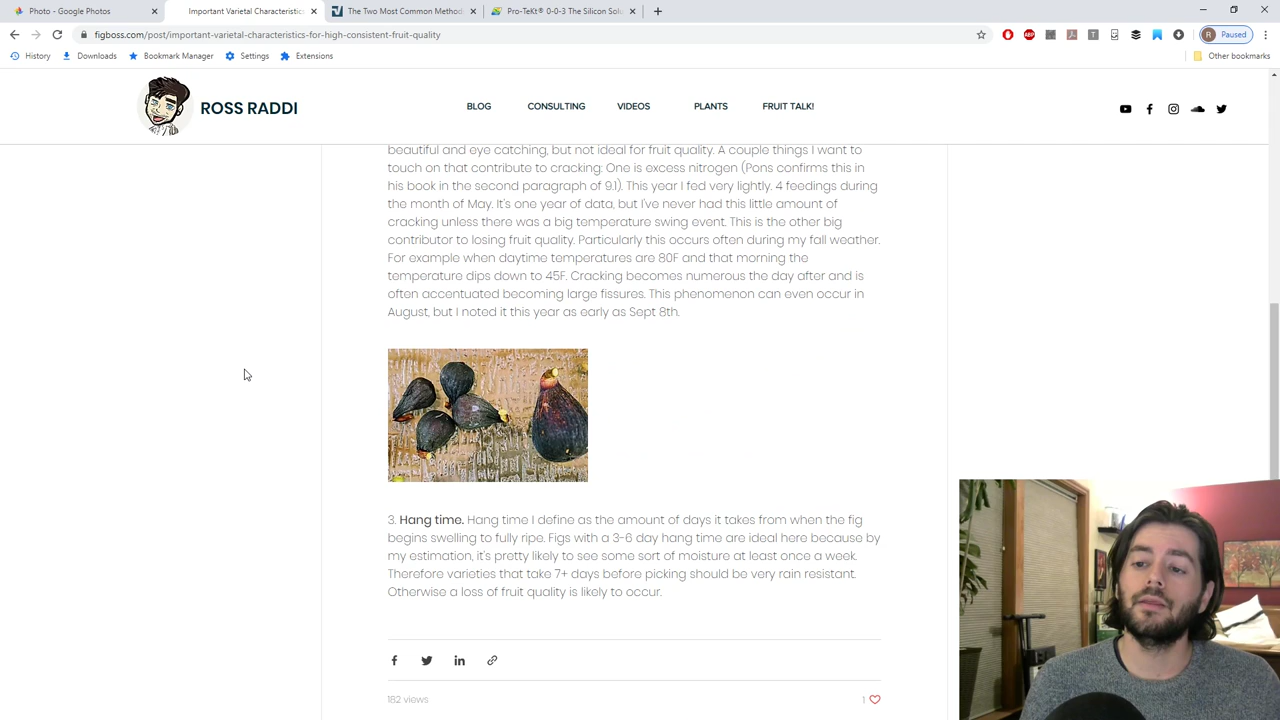 Photo - Google Photos
Important Varietal Characteristics
The Two Most Common Method
Pro-TeKt® 0-0-3 The Silicon Solu
figboss.com/post/important-varietal-characteristics-for-high-consistent-fruit-quality
ABP
R Paused
History
Downloads
Bookmark Manager
Settings
Extensions
Other bookmarks
ROSS RADDI
BLOG
CONSULTING
VIDEOS
PLANTS
FRUIT TALK!
beautiful and eye catching, but not ideal for fruit quality. A couple things I want to
touch on that contribute to cracking: One is excess nitrogen (Pons confirms this in
his book in the second paragraph of 9.1). This year I fed very lightly. 4 feedings during
the month of May. It's one year of data, but I've never had this little amount of
cracking unless there was a big temperature swing event. This is the other big
contributor to losing fruit quality. Particularly this occurs often during my fall weather.
For example when daytime temperatures are 80F and that morning the
temperature dips down to 45F. Cracking becomes numerous the day after and is
often accentuated becoming large fissures. This phenomenon can even occur in
August, but I noted it this year as early as Sept 8th.
3. Hang time. Hang time I define as the amount of days it takes from when the fig
begins swelling to fully ripe. Figs with a 3-6 day hang time are ideal here because by
my estimation, it's pretty likely to see some sort of moisture at least once a week.
Therefore varieties that take 7+ days before picking should be very rain resistant.
Otherwise a loss of fruit quality is likely to occur.
182 views
1